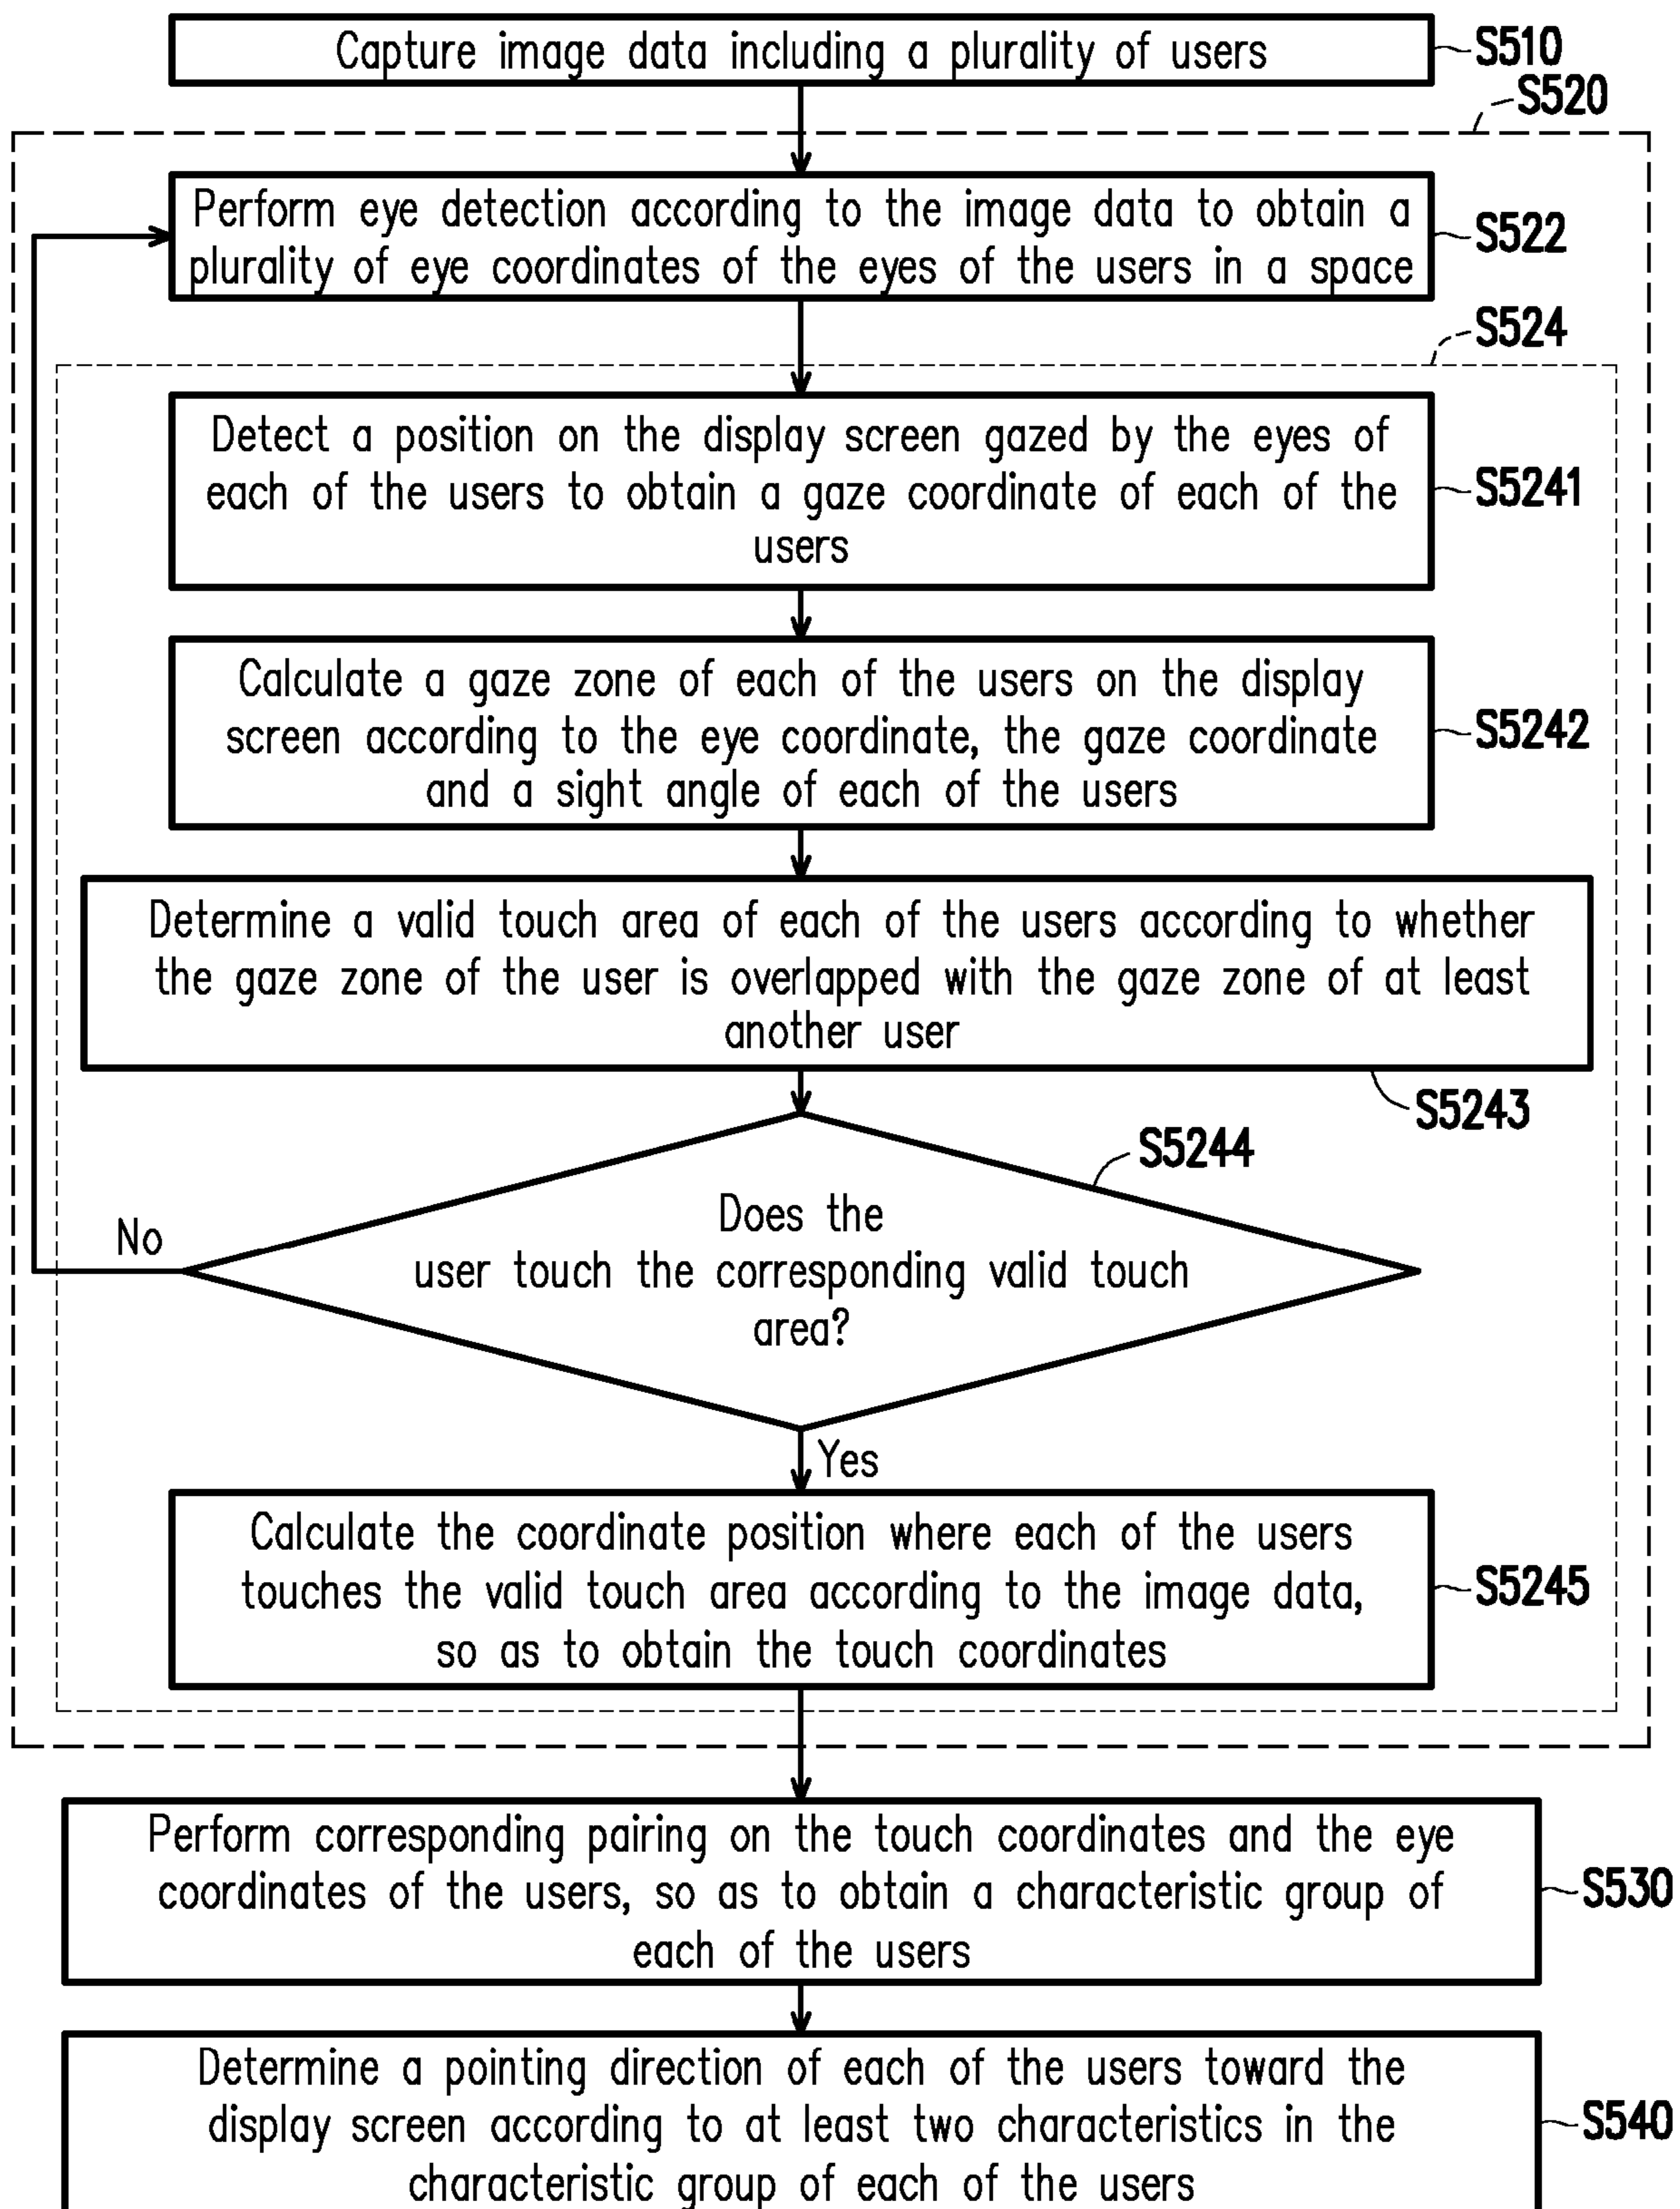 Capture image data including a plurality of users
S510
S520
Perform eye detection according to the image data to obtain a
plurality of eye coordinates of the eyes of the users in a space
S522
S524
Detect a position on the display screen gazed by the eyes of
each of the users to obtain a gaze coordinate of each of the
users
S5241
Calculate a gaze zone of each of the users on the display
screen according to the eye coordinate, the gaze coordinate
and a sight angle of each of the users
S5242
Determine a valid touch area of each of the users according to whether
the gaze zone of the user is overlapped with the gaze zone of at least
another user
S5243
S5244
Does the
user touch the corresponding valid touch
area?
No
Yes
Calculate the coordinate position where each of the users
touches the valid touch area according to the image data,
so as to obtain the touch coordinates
S5245
Perform corresponding pairing on the touch coordinates and the eye
coordinates of the users, so as to obtain a characteristic group of
each of the users
S530
Determine a pointing direction of each of the users toward the
display screen according to at least two characteristics in the
characteristic group of each of the users
S540